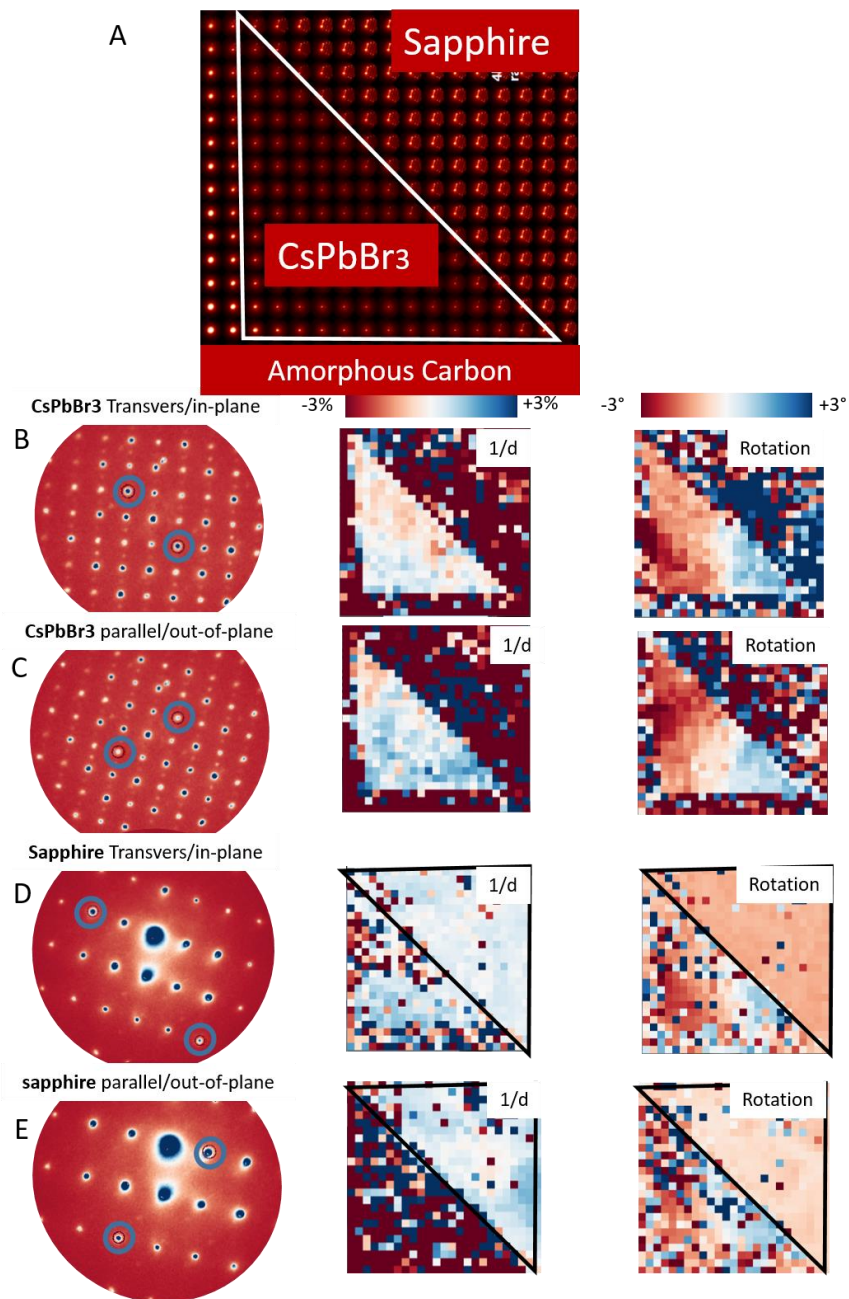 A
Sapphire
CsPbBr3
Amorphous Carbon
CsPbBr3 Transvers/in-plane
-3%
+3%
-3°
+3°
B
1/d
Rotation
CsPbBr3 parallel/out-of-plane
C
1/d
Rotation
Sapphire Transvers/in-plane
D
1/d
Rotation
sapphire parallel/out-of-plane
E
1/d
Rotation